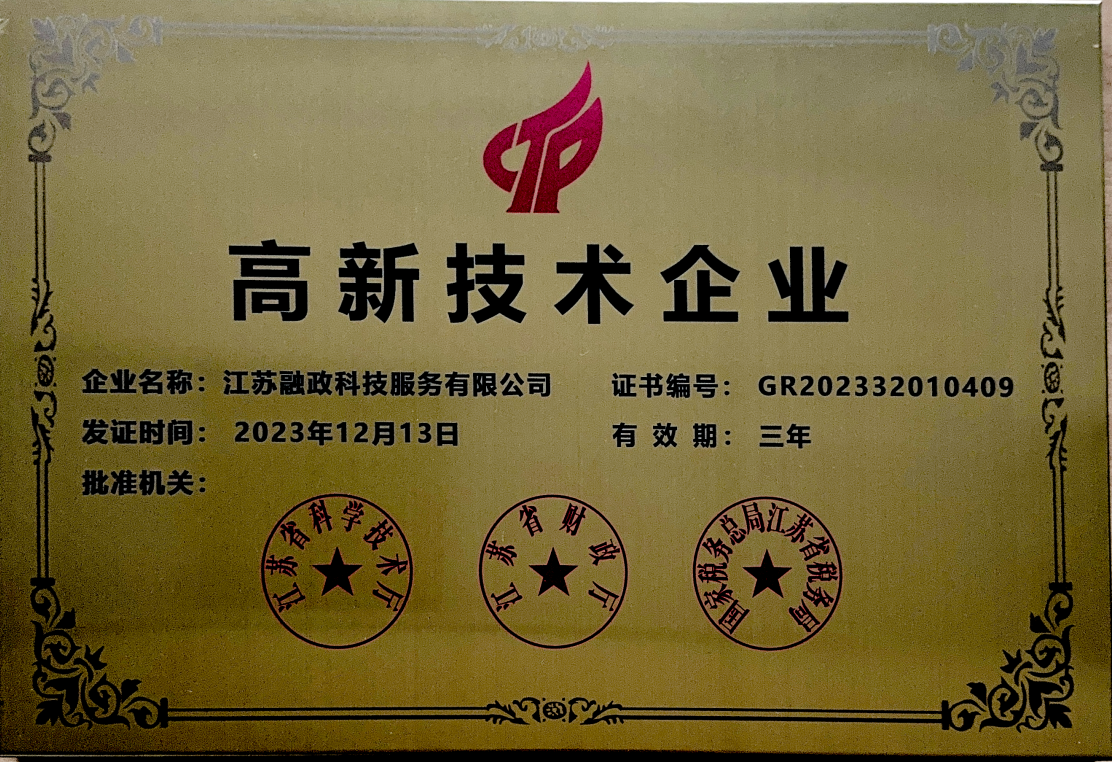 高新技术企业
企业名称：江苏融政科技服务有限公司
证书编号：GR202332010409
发证时间：2023年12月13日
有效期：三年
批准机关：
江苏省科学技术厅
江苏省财政厅
国家税务总局江苏省税务局